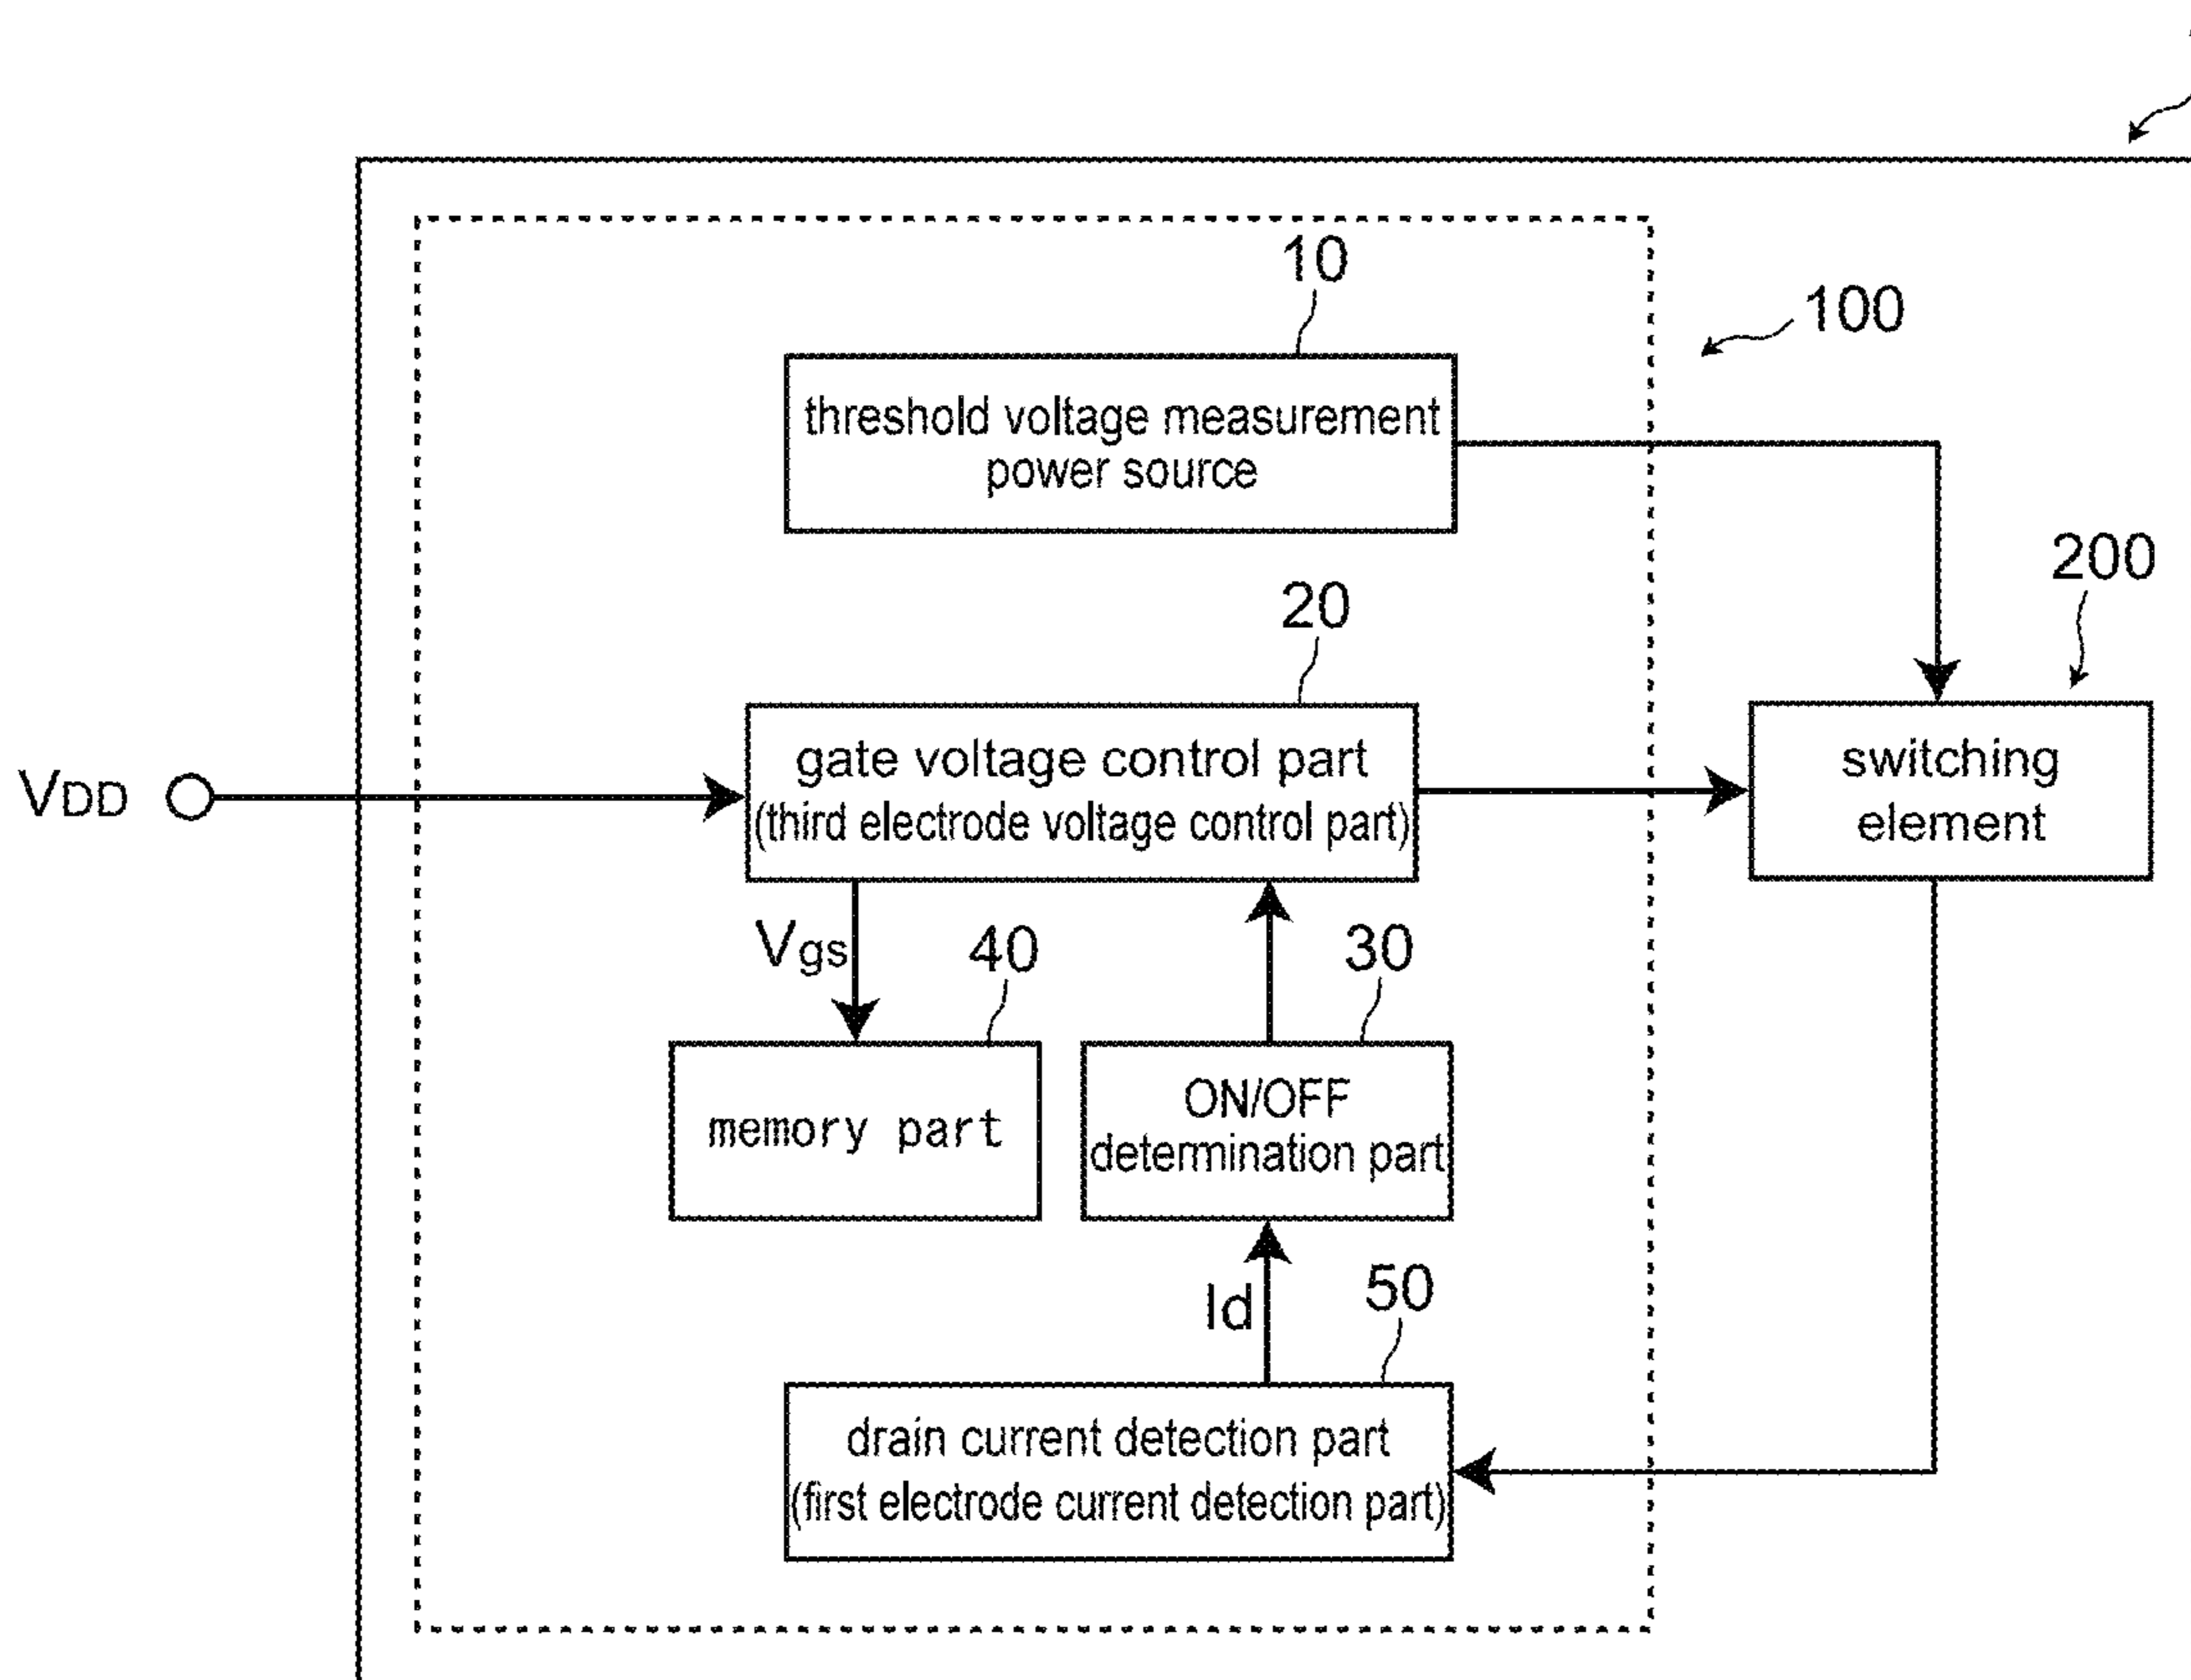 10
100
threshold voltage measurement
power source
200
20
gate voltage control part
(third electrode voltage control part)
switching
element
VDD
Vgs
40
30
memory part
ON/OFF
determination part
Id
50
drain current detection part
(first electrode current detection part)